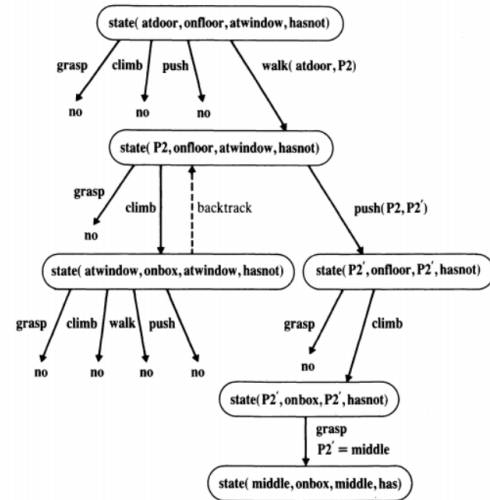 state( atdoor, onfloor, atwindow, hasnot)
grasp climb push walk( atdoor, P2)
no no no
state( P2, onfloor, atwindow, hasnot)
grasp climb backtrack push(P2, P2′)
no
state( atwindow, onbox, atwindow, hasnot) state( P2′, onfloor, P2′, hasnot)
grasp climb walk push grasp climb
no no no no no
state(P2′, onbox, P2′, hasnot)
grasp
P2′ = middle
state( middle, onbox, middle, has)